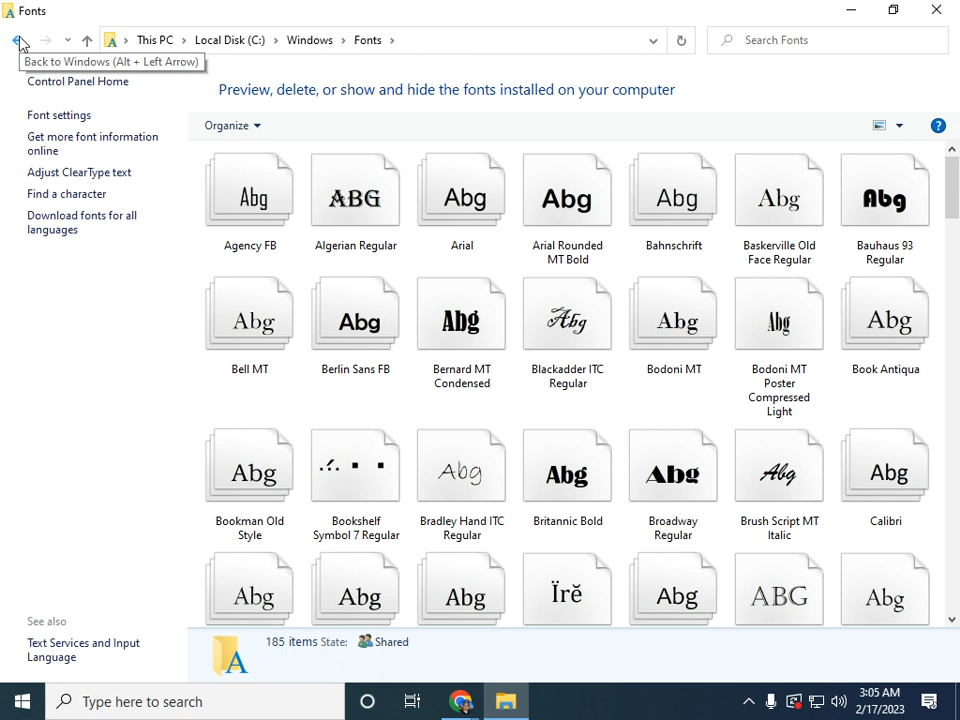 Fonts
This PC > Local Disk (C:) > Windows > Fonts >
Search Fonts
Back to Windows (Alt + Left Arrow)
Control Panel Home
Font settings
Get more font information
online
Adjust ClearType text
Find a character
Download fonts for all
languages
Preview, delete, or show and hide the fonts installed on your computer
Organize
?
Abg ABG Abg Abg Abg Abg Abg
Agency FB
Algerian Regular
Arial
Arial Rounded
MT Bold
Bahnschrift
Baskerville Old
Face Regular
Bauhaus 93
Regular
Abg Abg Abg Abg Abg Abg Abg
Bell MT
Berlin Sans FB
Bernard MT
Condensed
Blackadder ITC
Regular
Bodoni MT
Bodoni MT
Poster
Compressed
Light
Book Antiqua
Abg Abg Abg Abg Abg Abg
Bookman Old
Style
Bookshelf
Symbol 7 Regular
Bradley Hand ITC
Regular
Britannic Bold
Broadway
Regular
Brush Script MT
Italic
Calibri
Abg Abg Abg Ïrĕ Abg ABG Abg
See also
Text Services and Input
Language
185 items State: Shared
A
Type here to search
3:05 AM
2/17/2023